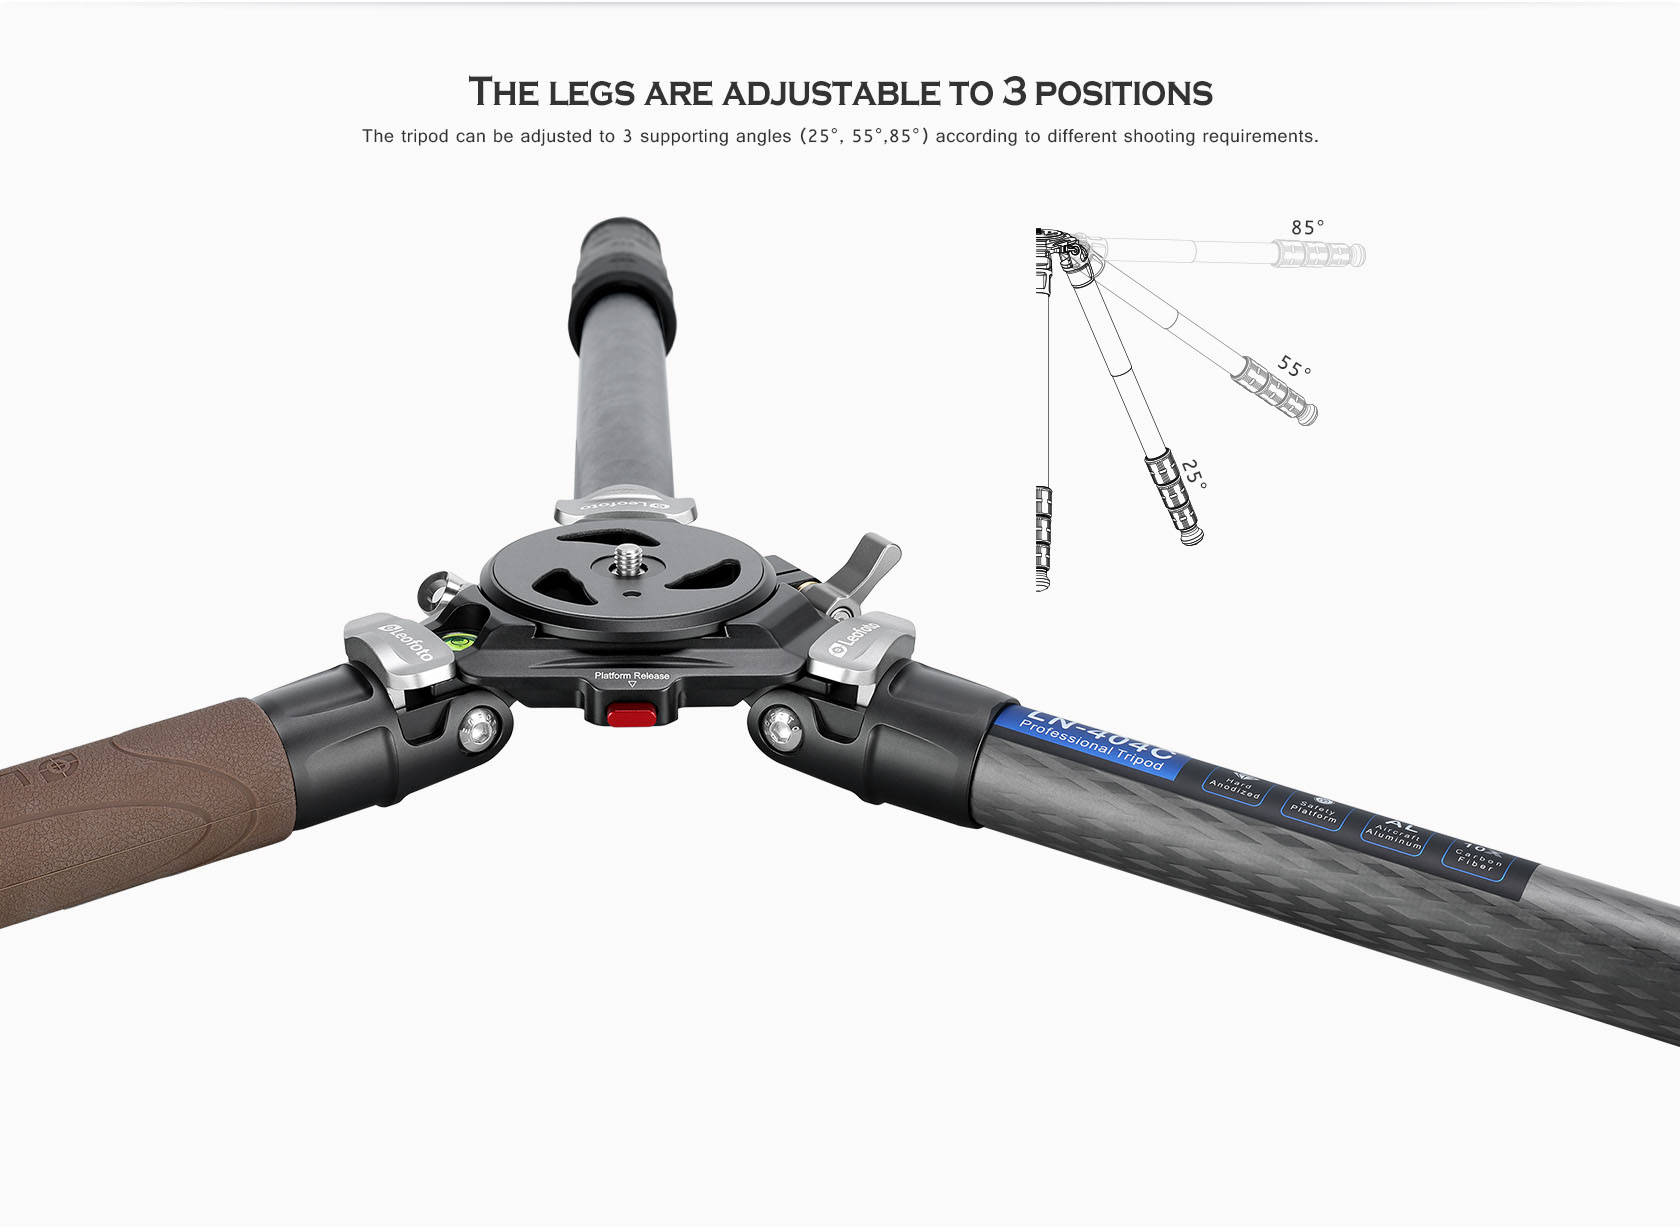 THE LEGS ARE ADJUSTABLE TO 3 POSITIONS
The tripod can be adjusted to 3 supporting angles (25°, 55°,85°) according to different shooting requirements.
85°
55°
25°
Leofoto
Leofoto
Leofoto
Platform Release
LN-404C
Professional Tripod
Hard
Anodized
Safety
Platform
AL
Aircraft
Aluminum
10X
Carbon
Fiber